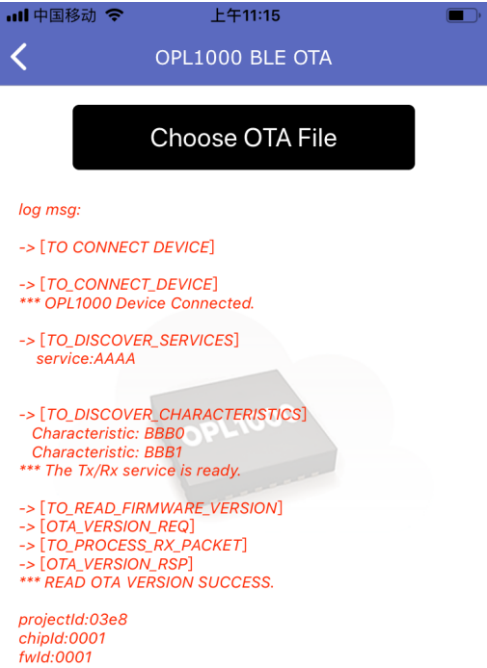 中国移动 上午11:15
OPL1000 BLE OTA
Choose OTA File
log msg:
-> [TO CONNECT DEVICE]
-> [TO_CONNECT_DEVICE]
*** OPL1000 Device Connected.
-> [TO_DISCOVER_SERVICES]
service:AAAA
-> [TO_DISCOVER_CHARACTERISTICS]
OPL1000
Characteristic: BBB0
Characteristic: BBB1
*** The Tx/Rx service is ready.
-> [TO_READ_FIRMWARE_VERSION]
-> [OTA_VERSION_REQ]
-> [TO_PROCESS_RX_PACKET]
-> [OTA_VERSION_RSP]
*** READ OTA VERSION SUCCESS.
projectId:03e8
chipId:0001
fwId:0001